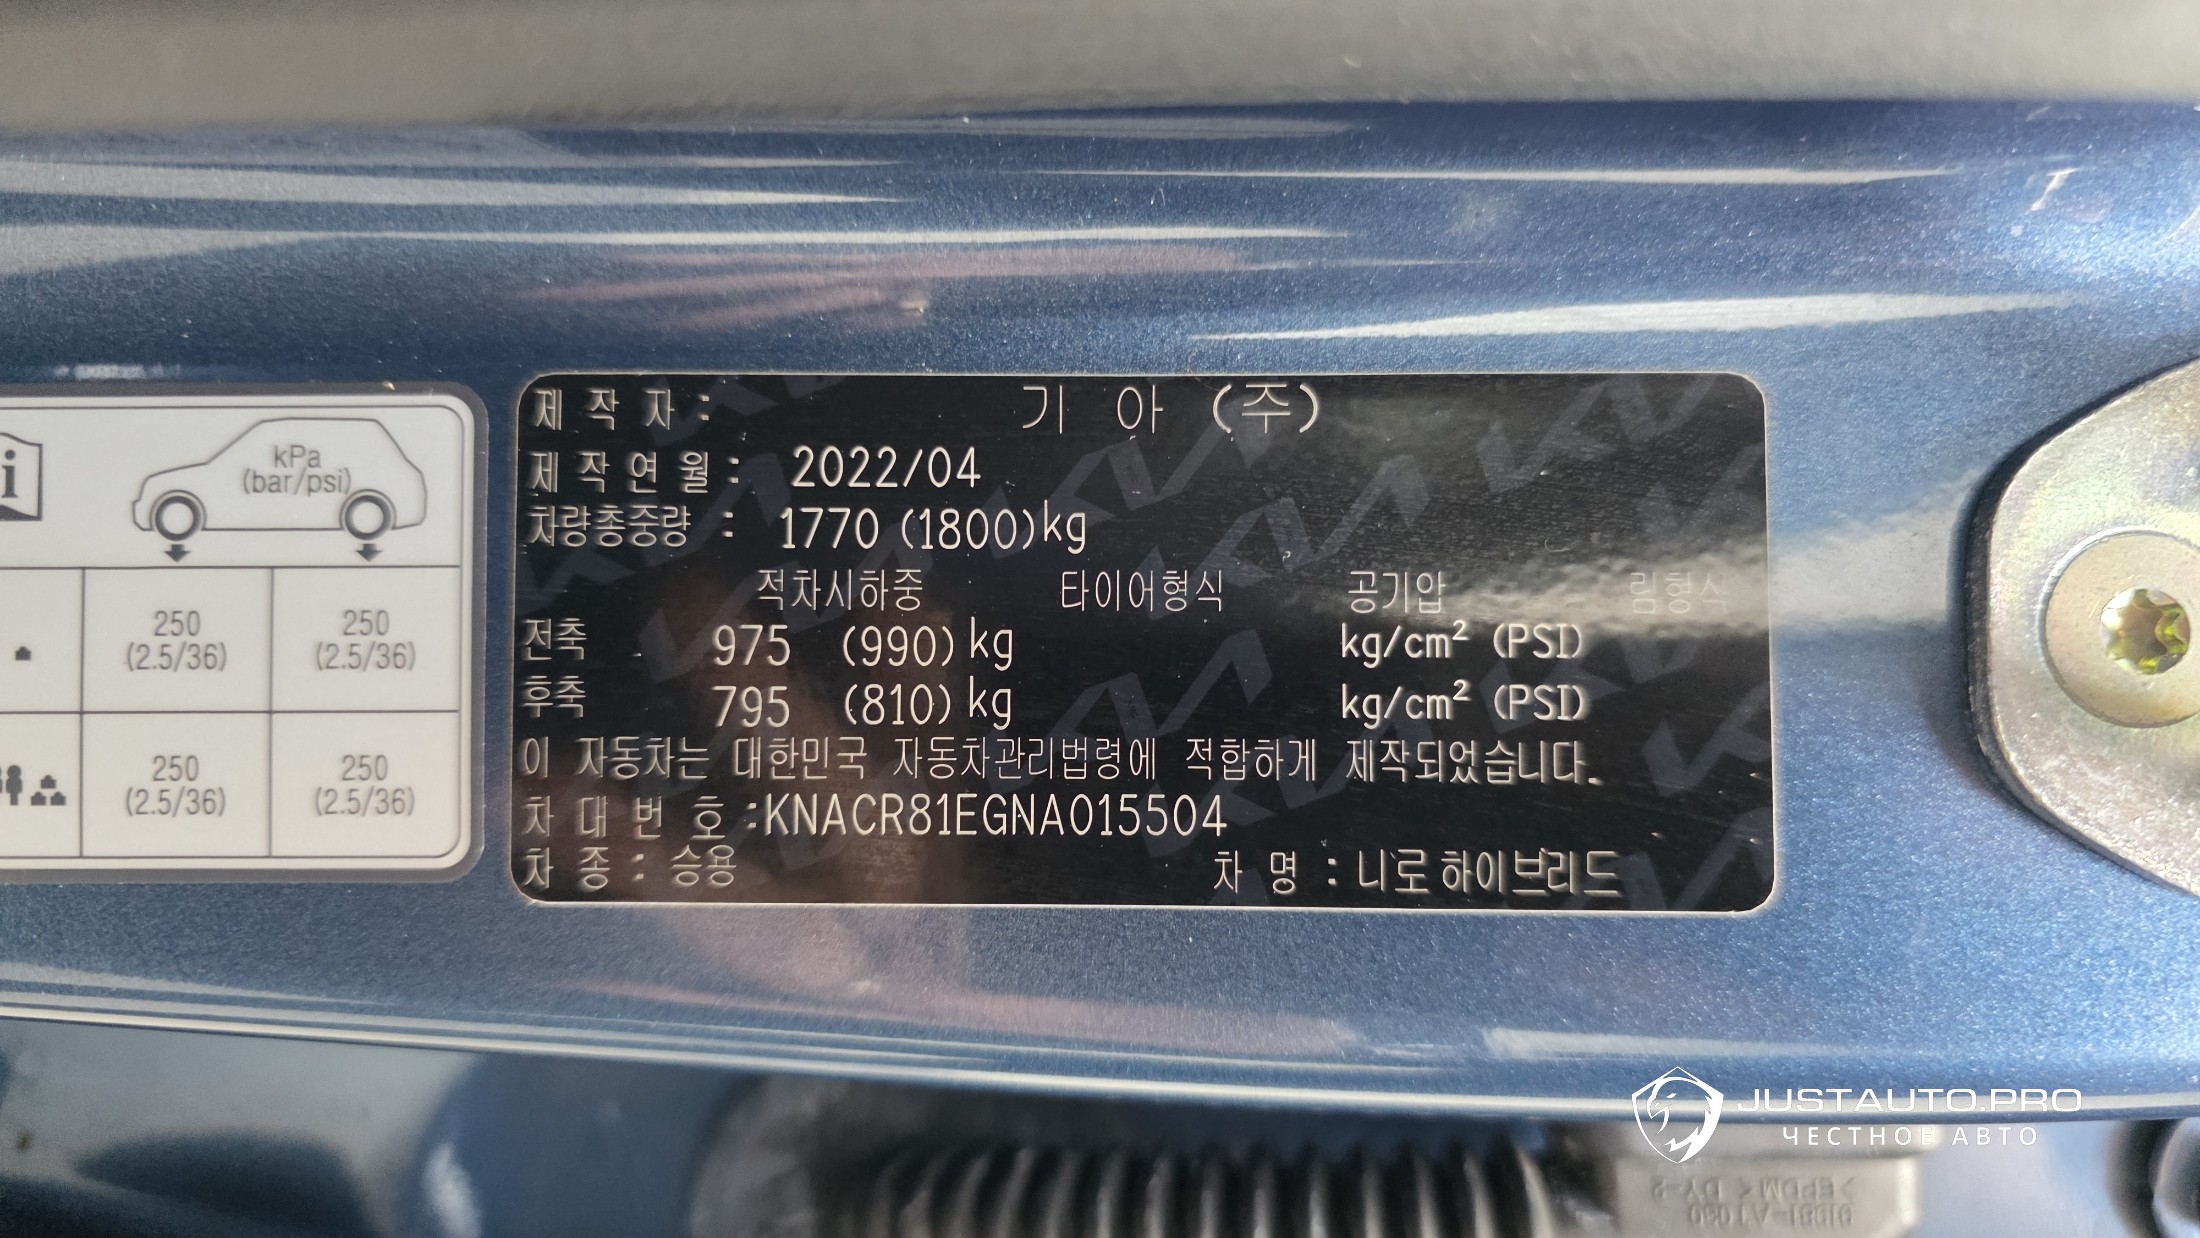 kPa
(bar/psi)
250
(2.5/36)
250
(2.5/36)
250
(2.5/36)
250
(2.5/36)
제작자: 기아 (주)
제작연월: 2022/04
차량총중량: 1770 (1800)kg
적차시하중 타이어형식 공기압 림형식
전축 975 (990)kg kg/cm² (PSI)
후축 795 (810)kg kg/cm² (PSI)
이 자동차는 대한민국 자동차관리법령에 적합하게 제작되었습니다.
차대번호:KNACR81EGNA015504
차종: 승용 차명: 니로 하이브리드
JUSTAUTO.PRO
ЧЕСТНОЕ АВТО
>EPDM< DY-2